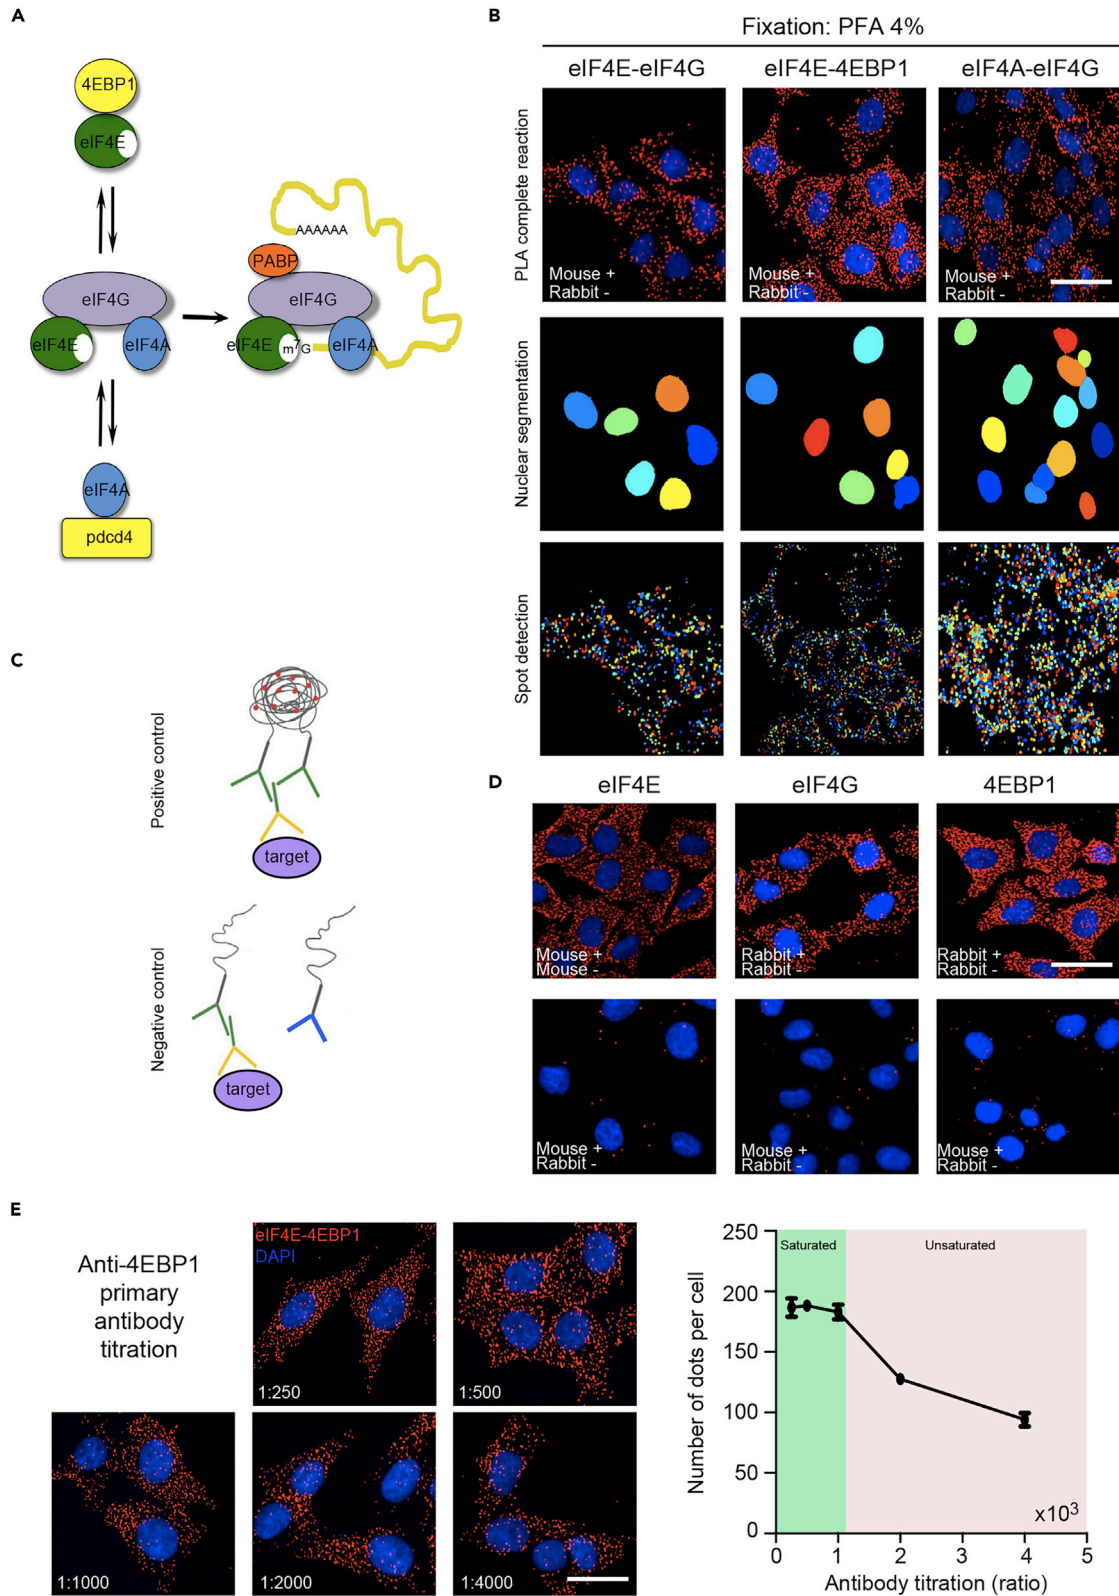 A
4EBP1
eIF4E
eIF4G
eIF4E
eIF4A
eIF4A
pdcd4
AAAAAA
PABP
eIF4G
eIF4E
m7G
eIF4A
B
Fixation: PFA 4%
eIF4E-eIF4G
eIF4E-4EBP1
eIF4A-eIF4G
PLA complete reaction
Mouse +
Rabbit -
Mouse +
Rabbit -
Mouse +
Rabbit -
Nuclear segmentation
Spot detection
C
Positive control
target
Negative control
target
D
eIF4E
eIF4G
4EBP1
Mouse +
Mouse -
Rabbit +
Rabbit -
Rabbit +
Rabbit -
Mouse +
Rabbit -
Mouse +
Rabbit -
Mouse +
Rabbit -
E
Anti-4EBP1
primary
antibody
titration
eIF4E-4EBP1
DAPI
1:250
1:500
1:1000
1:2000
1:4000
Number of dots per cell
250
200
150
100
50
0
Saturated
Unsaturated
x10³
0 1 2 3 4 5
Antibody titration (ratio)